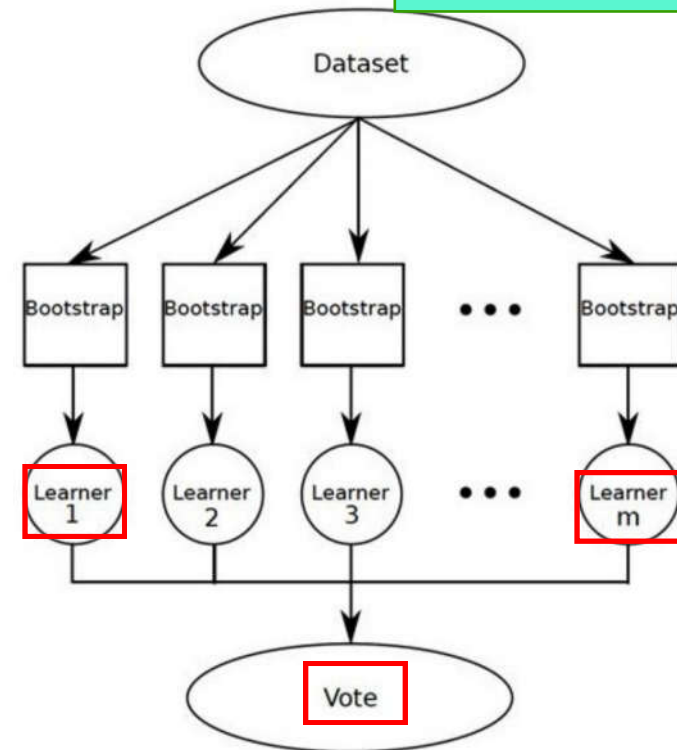 Dataset
Bootstrap Bootstrap Bootstrap Bootstrap
Learner Learner Learner Learner
1 2 3 m
Vote